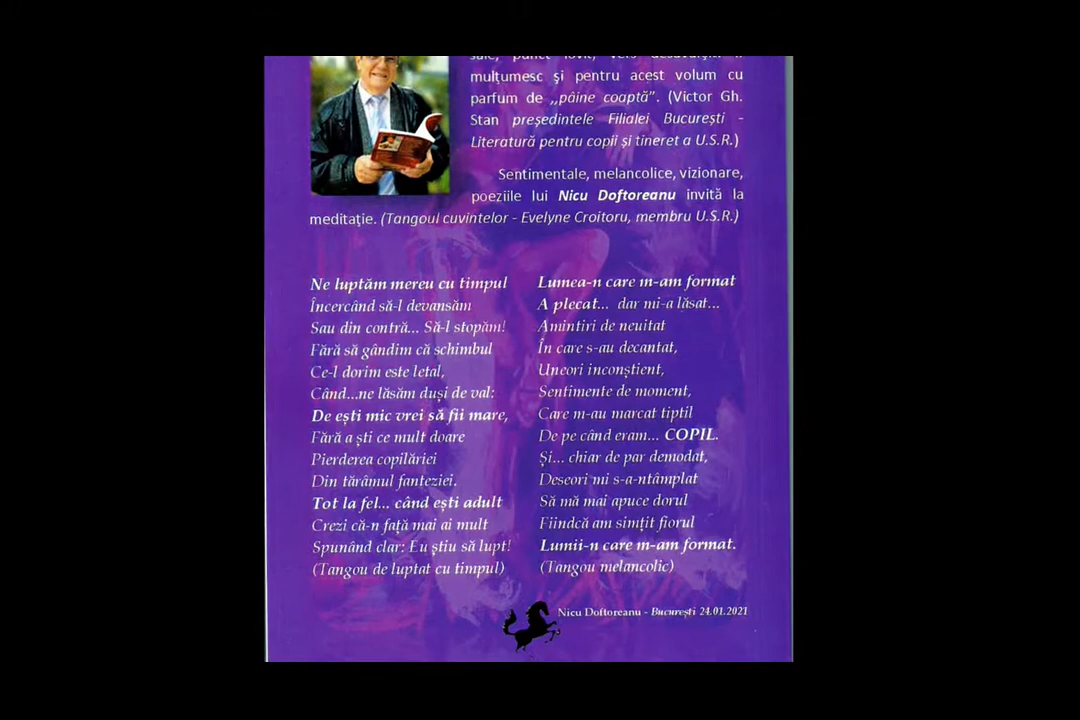 mulţumesc şi pentru acest volum cu
parfum de ,,pâine coaptă”. (Victor Gh.
Stan preşedintele Filialei Bucureşti -
Literatură pentru copii şi tineret a U.S.R.)
Sentimentale, melancolice, vizionare,
poeziile lui Nicu Doftoreanu invită la
meditaţie. (Tangoul cuvintelor - Evelyne Croitoru, membru U.S.R.)
Ne luptăm mereu cu timpul
Încercând să-l devansăm
Sau din contră... Să-l stopăm!
Fără să gândim că schimbul
Ce-l dorim este letal,
Când...ne lăsăm duși de val:
De ești mic vrei să fii mare,
Fără a ști ce mult doare
Pierderea copilăriei
Din tărâmul fanteziei.
Tot la fel... când ești adult
Crezi că-n față mai ai mult
Spunând clar: Eu știu să lupt!
(Tangou de luptat cu timpul)
Lumea-n care m-am format
A plecat... dar mi-a lăsat...
Amintiri de neuitat
În care s-au decantat,
Uneori inconștient,
Sentimente de moment,
Care m-au marcat tiptil
De pe când eram... COPIL.
Și... chiar de par demodat,
Deseori mi s-a-ntâmplat
Să mă mai apuce dorul
Fiindcă am simțit fiorul
Lumii-n care m-am format.
(Tangou melancolic)
Nicu Doftoreanu - București 24.01.2021